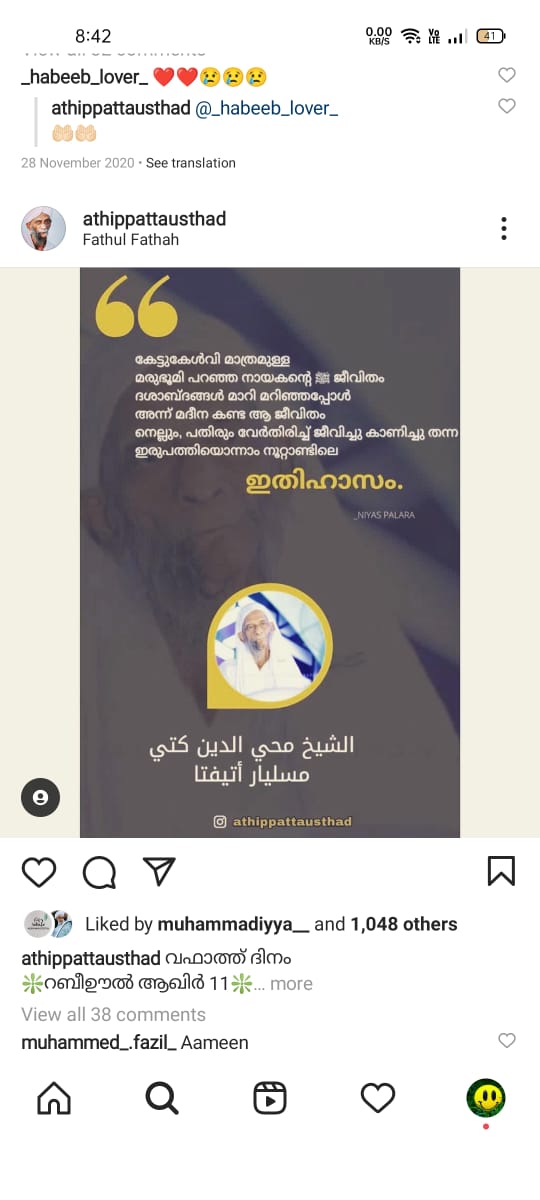 8:42
0.00 KB/S Vo LTE 41
View all 32 comments
_habeeb_lover_ ❤️❤️😢😢😢
athippattausthad @_habeeb_lover_
🤲🏻🤲🏻
28 November 2020 • See translation
athippattausthad
Fathul Fathah
കേട്ടുകേൾവി മാത്രമുള്ള
മരുഭൂമി പറഞ്ഞ നായകന്റെ ﷺ ജീവിതം
ദശാബ്ദങ്ങൾ മാറി മറിഞ്ഞപ്പോൾ
അന്ന് മദീന കണ്ട ആ ജീവിതം
നെല്ലും, പതിരും വേർതിരിച്ച് ജീവിച്ചു കാണിച്ചു തന്ന
ഇരുപത്തിയൊന്നാം നൂറ്റാണ്ടിലെ
ഇതിഹാസം.
_NIYAS PALARA
الشيخ محي الدين كتي
مسليار أتيفتا
athippattausthad
Liked by muhammadiyya__ and 1,048 others
athippattausthad വഫാത്ത് ദിനം
❇️റബീഊൽ ആഖിർ 11❇️... more
View all 38 comments
muhammed_.fazil_ Aameen